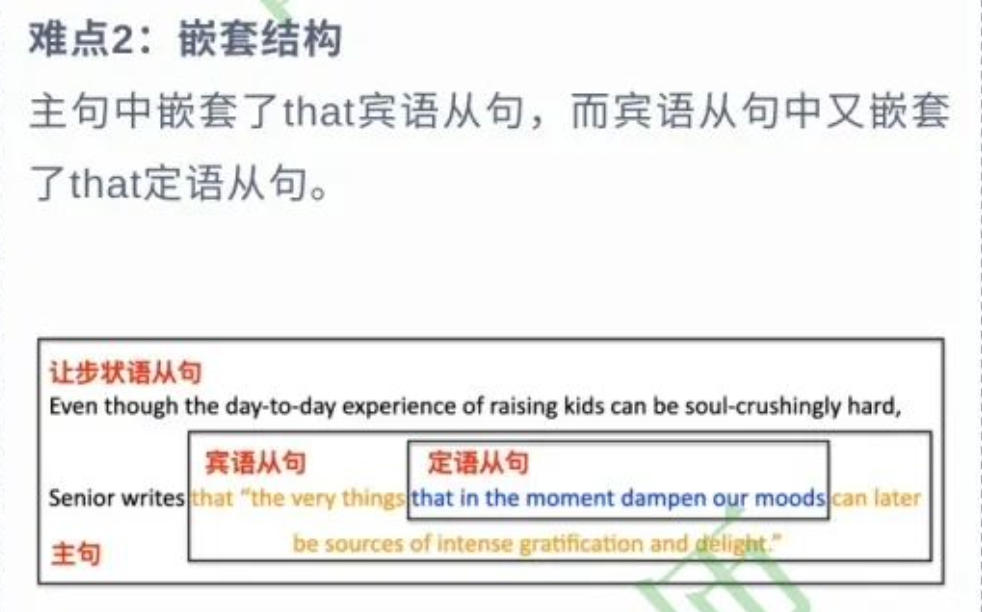 难点2：嵌套结构
主句中嵌套了that宾语从句，而宾语从句中又嵌套
了that定语从句。
让步状语从句
Even though the day-to-day experience of raising kids can be soul-crushingly hard,
宾语从句 定语从句
Senior writes that “the very things that in the moment dampen our moods can later
主句 be sources of intense gratification and delight.”
师